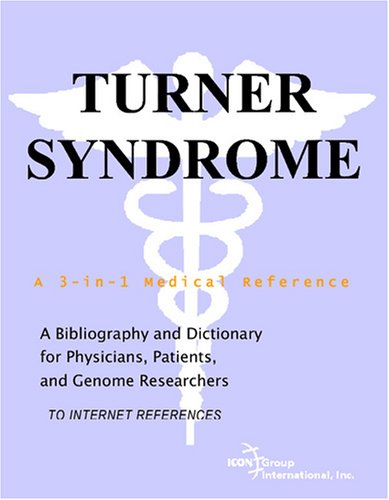 TURNER
SYNDROME
A 3-in-1 Medical Reference
A Bibliography and Dictionary
for Physicians, Patients,
and Genome Researchers
TO INTERNET REFERENCES
ICON Group
International, Inc.